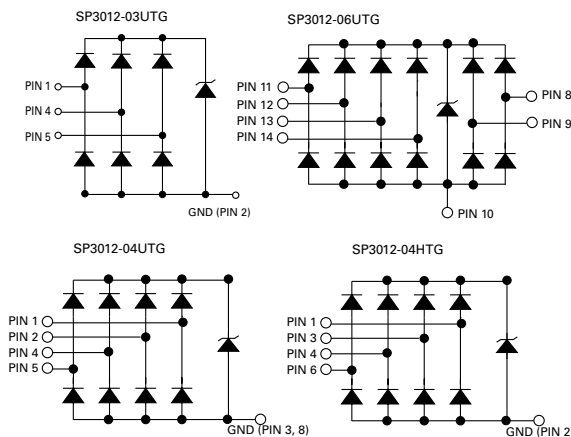 SP3012-03UTG
PIN 1
PIN 4
PIN 5
GND (PIN 2)
SP3012-06UTG
PIN 11
PIN 12
PIN 13
PIN 14
PIN 8
PIN 9
PIN 10
SP3012-04UTG
PIN 1
PIN 2
PIN 4
PIN 5
GND (PIN 3, 8)
SP3012-04HTG
PIN 1
PIN 3
PIN 4
PIN 6
GND (PIN 2